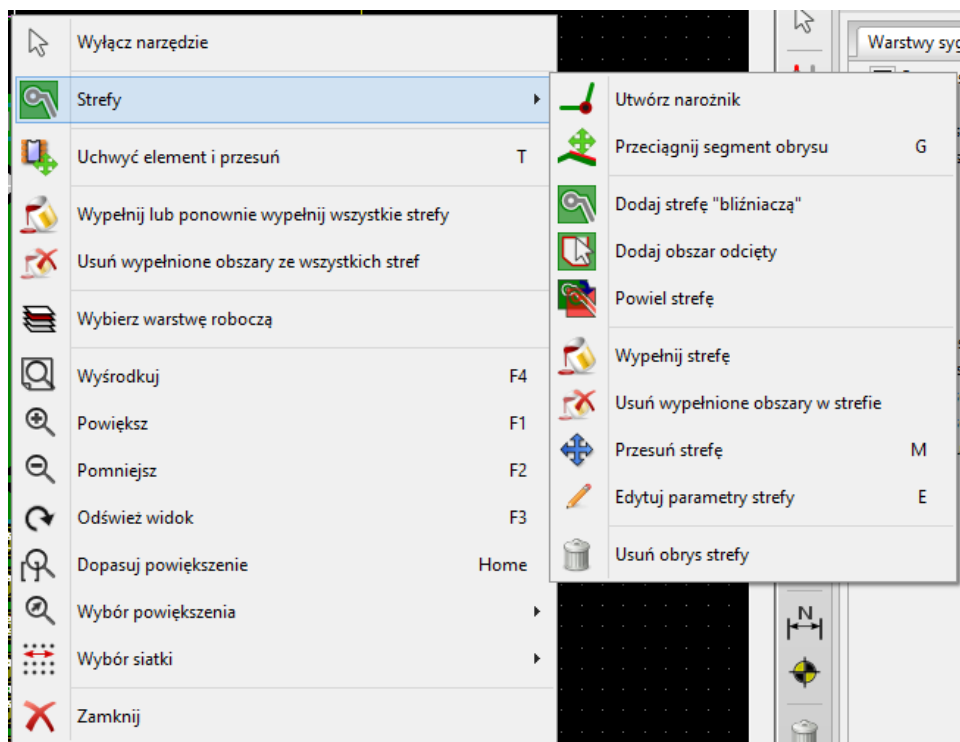 Wyłącz narzędzie
Strefy
Uchwyć element i przesuń T
Wypełnij lub ponownie wypełnij wszystkie strefy
Usuń wypełnione obszary ze wszystkich stref
Wybierz warstwę roboczą
Wyśrodkuj F4
Powiększ F1
Pomniejsz F2
Odśwież widok F3
Dopasuj powiększenie Home
Wybór powiększenia
Wybór siatki
Zamknij
Utwórz narożnik
Przeciągnij segment obrysu G
Dodaj strefę "bliźniaczą"
Dodaj obszar odcięty
Powiel strefę
Wypełnij strefę
Usuń wypełnione obszary w strefie
Przesuń strefę M
Edytuj parametry strefy E
Usuń obrys strefy
Warstwy syg
N